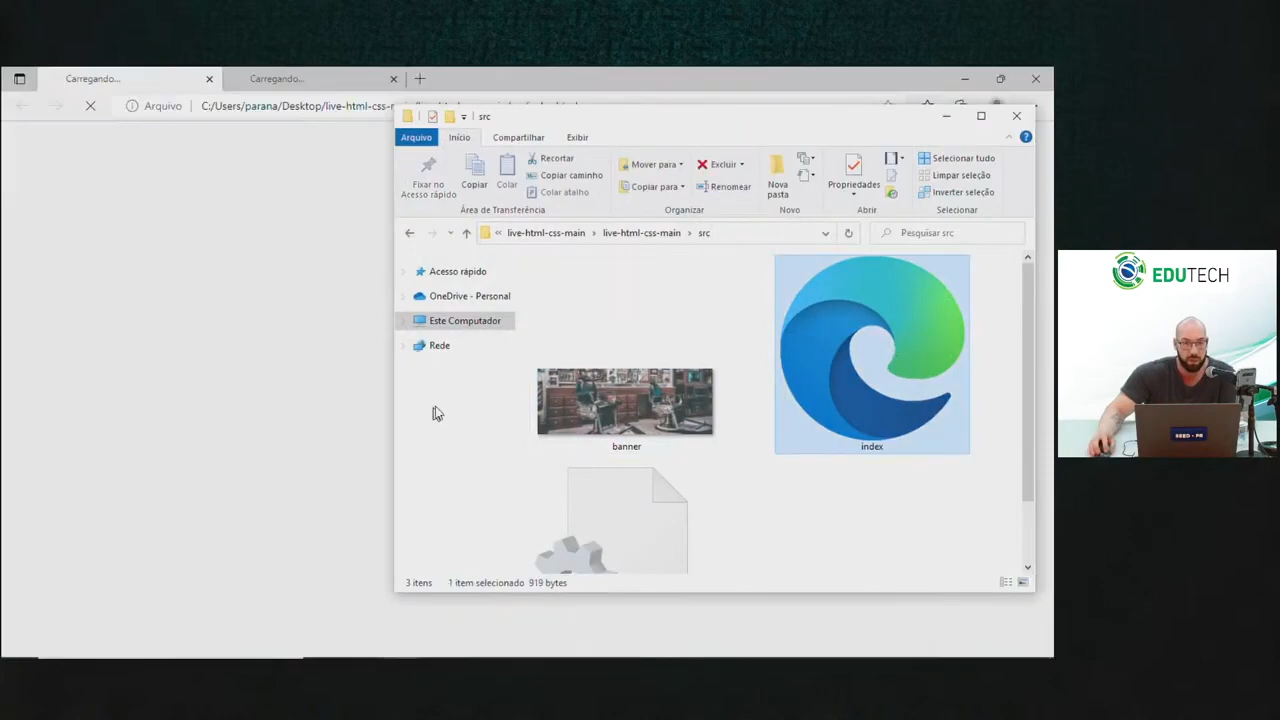 Carregando...
Carregando...
Arquivo
C:/Users/parana/Desktop/live-html-css-
src
Arquivo
Início
Compartilhar
Exibir
Fixar no
Acesso rápido
Copiar
Colar
Recortar
Copiar caminho
Colar atalho
Mover para
Copiar para
Excluir
Renomear
Nova
pasta
Propriedades
Selecionar tudo
Limpar seleção
Inverter seleção
Área de Transferência
Organizar
Novo
Abrir
Selecionar
« live-html-css-main › live-html-css-main › src
Pesquisar src
Acesso rápido
OneDrive - Personal
Este Computador
Rede
banner
index
3 itens
1 item selecionado 919 bytes
EDUTECH
SEED - PR